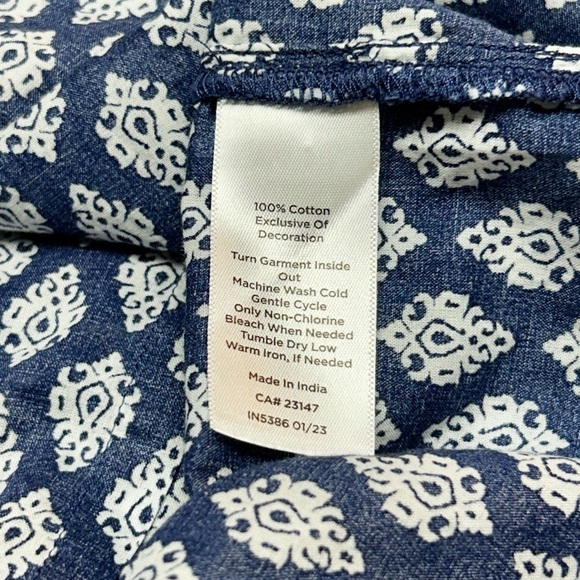 100% Cotton
Exclusive Of
Decoration
Turn Garment Inside
Out
Machine Wash Cold
Gentle Cycle
Only Non-Chlorine
Bleach When Needed
Tumble Dry Low
Warm Iron, If Needed
Made In India
CA# 23147
IN5386 01/23